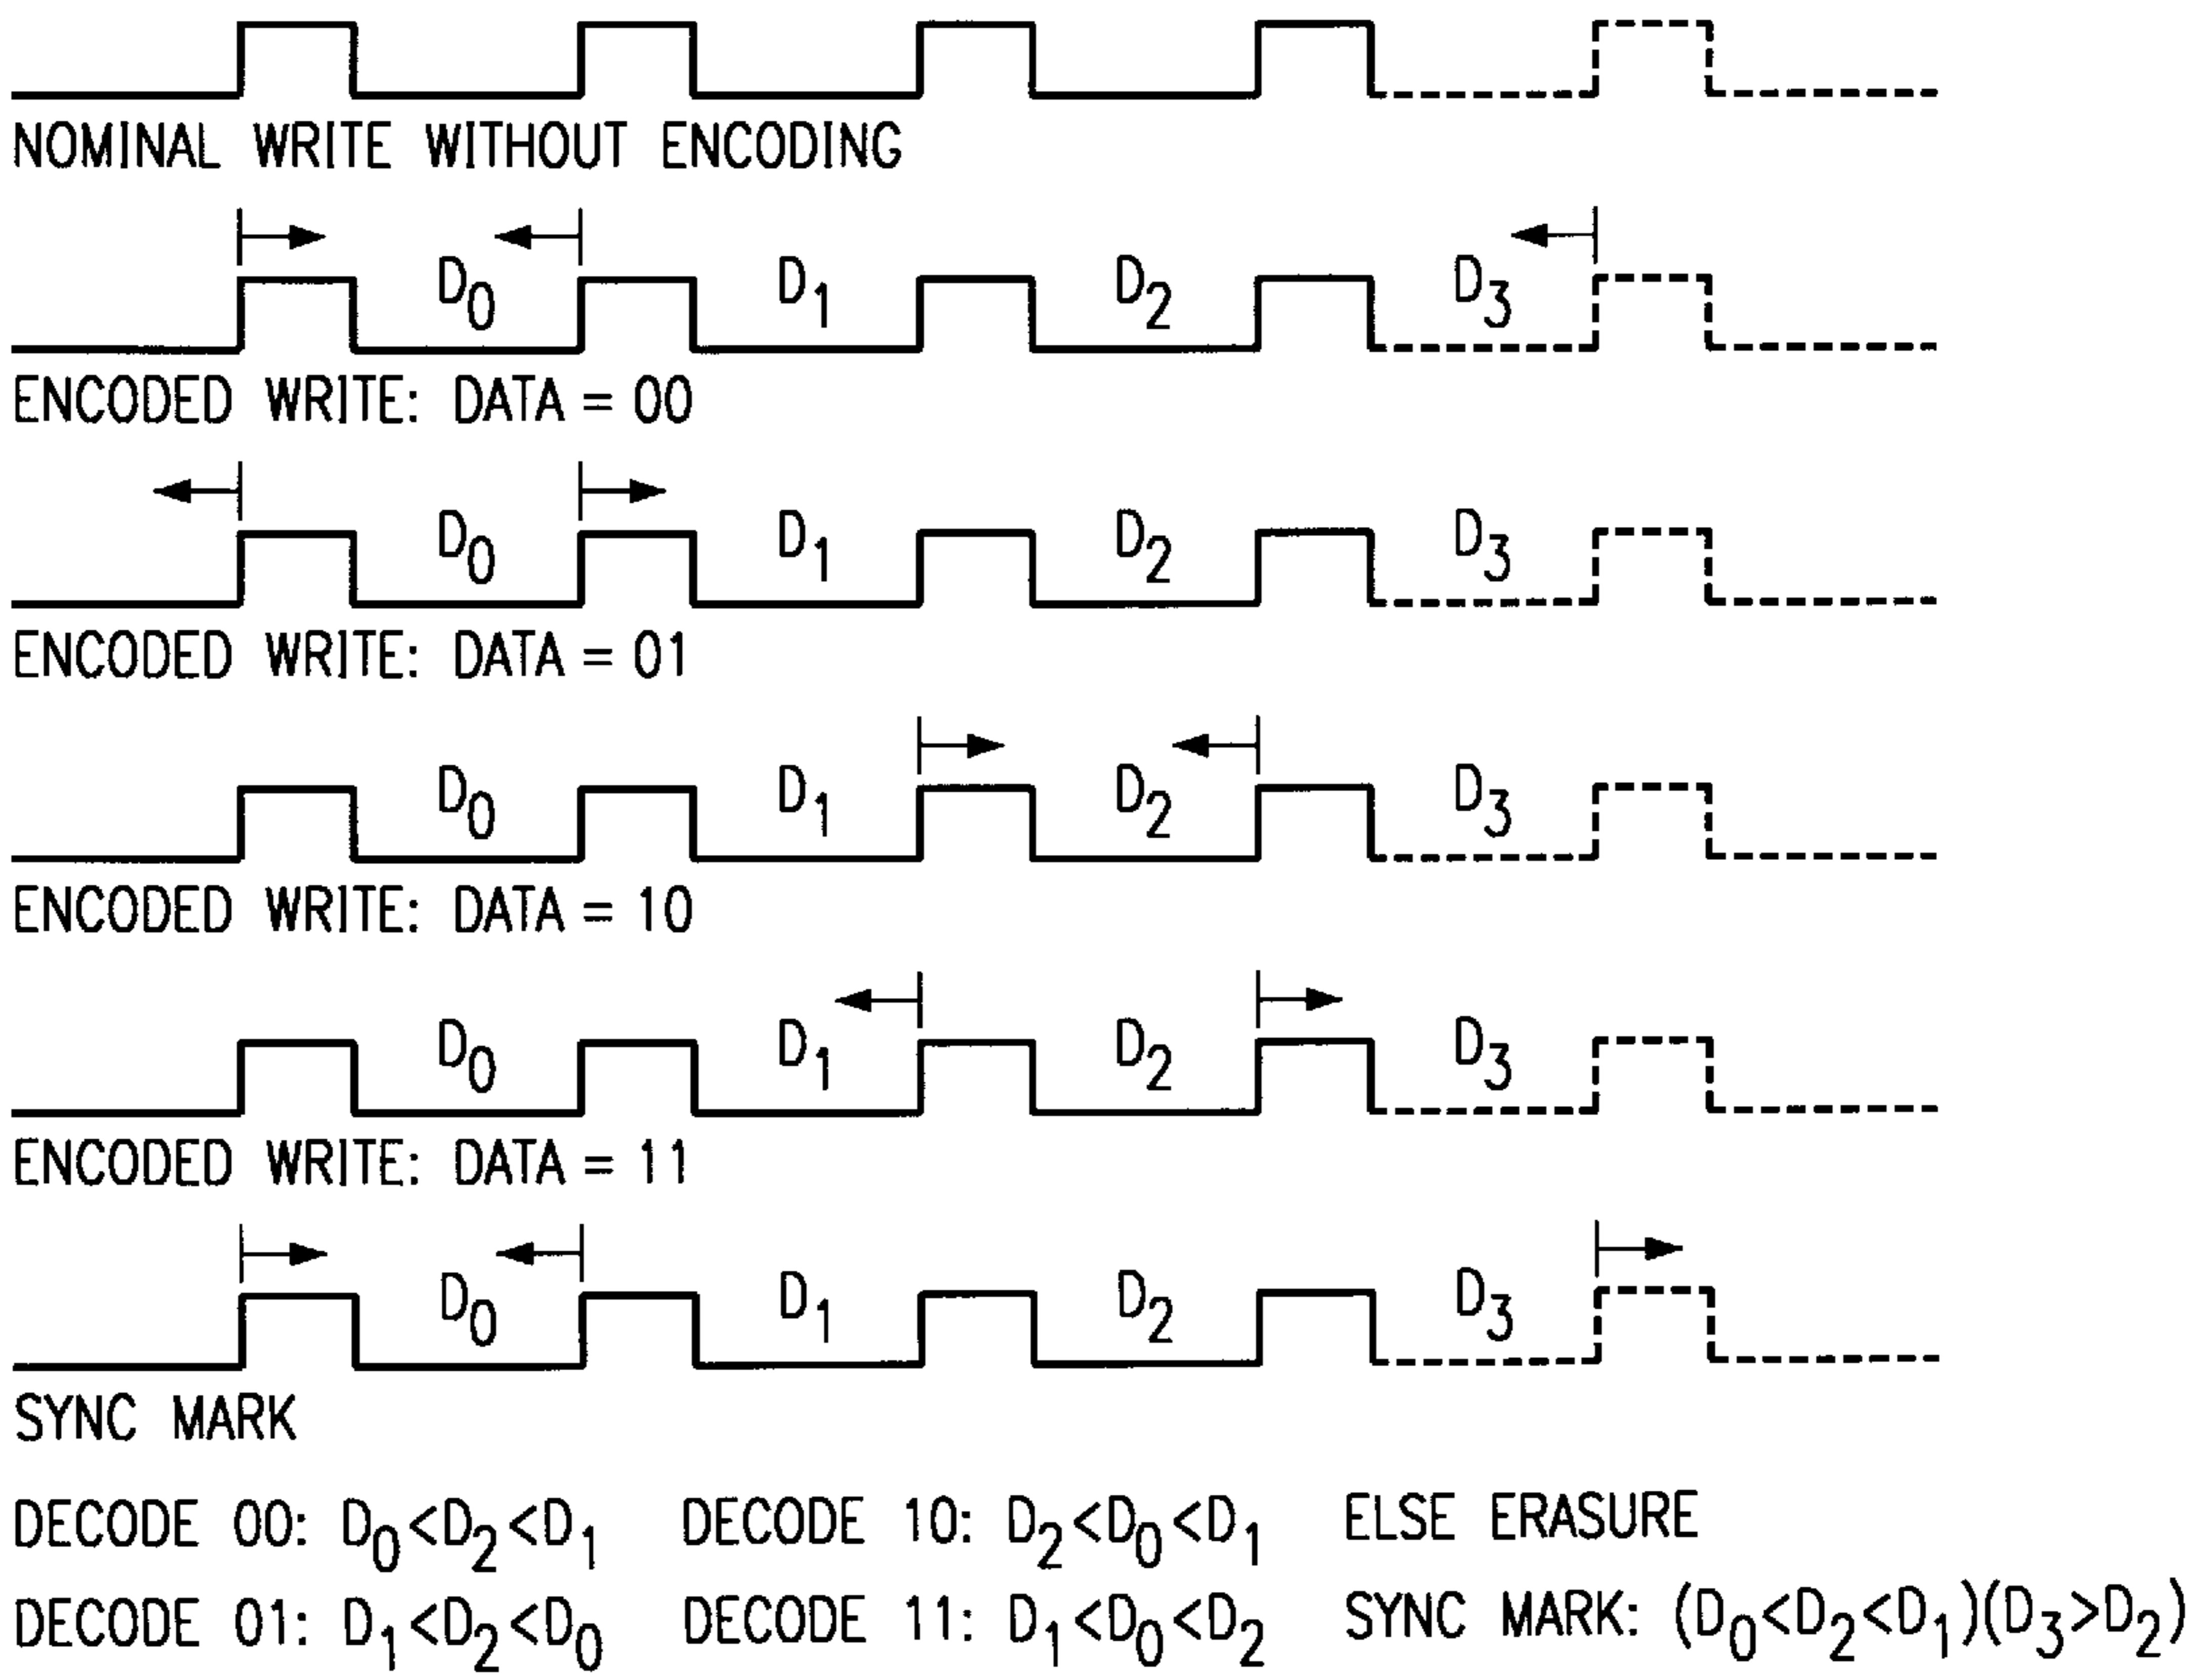 NOMINAL WRITE WITHOUT ENCODING
D0 D1 D2 D3
ENCODED WRITE: DATA = 00
D0 D1 D2 D3
ENCODED WRITE: DATA = 01
D0 D1 D2 D3
ENCODED WRITE: DATA = 10
D0 D1 D2 D3
ENCODED WRITE: DATA = 11
D0 D1 D2 D3
SYNC MARK
DECODE 00: D0<D2<D1 DECODE 10: D2<D0<D1 ELSE ERASURE
DECODE 01: D1<D2<D0 DECODE 11: D1<D0<D2 SYNC MARK: (D0<D2<D1)(D3>D2)